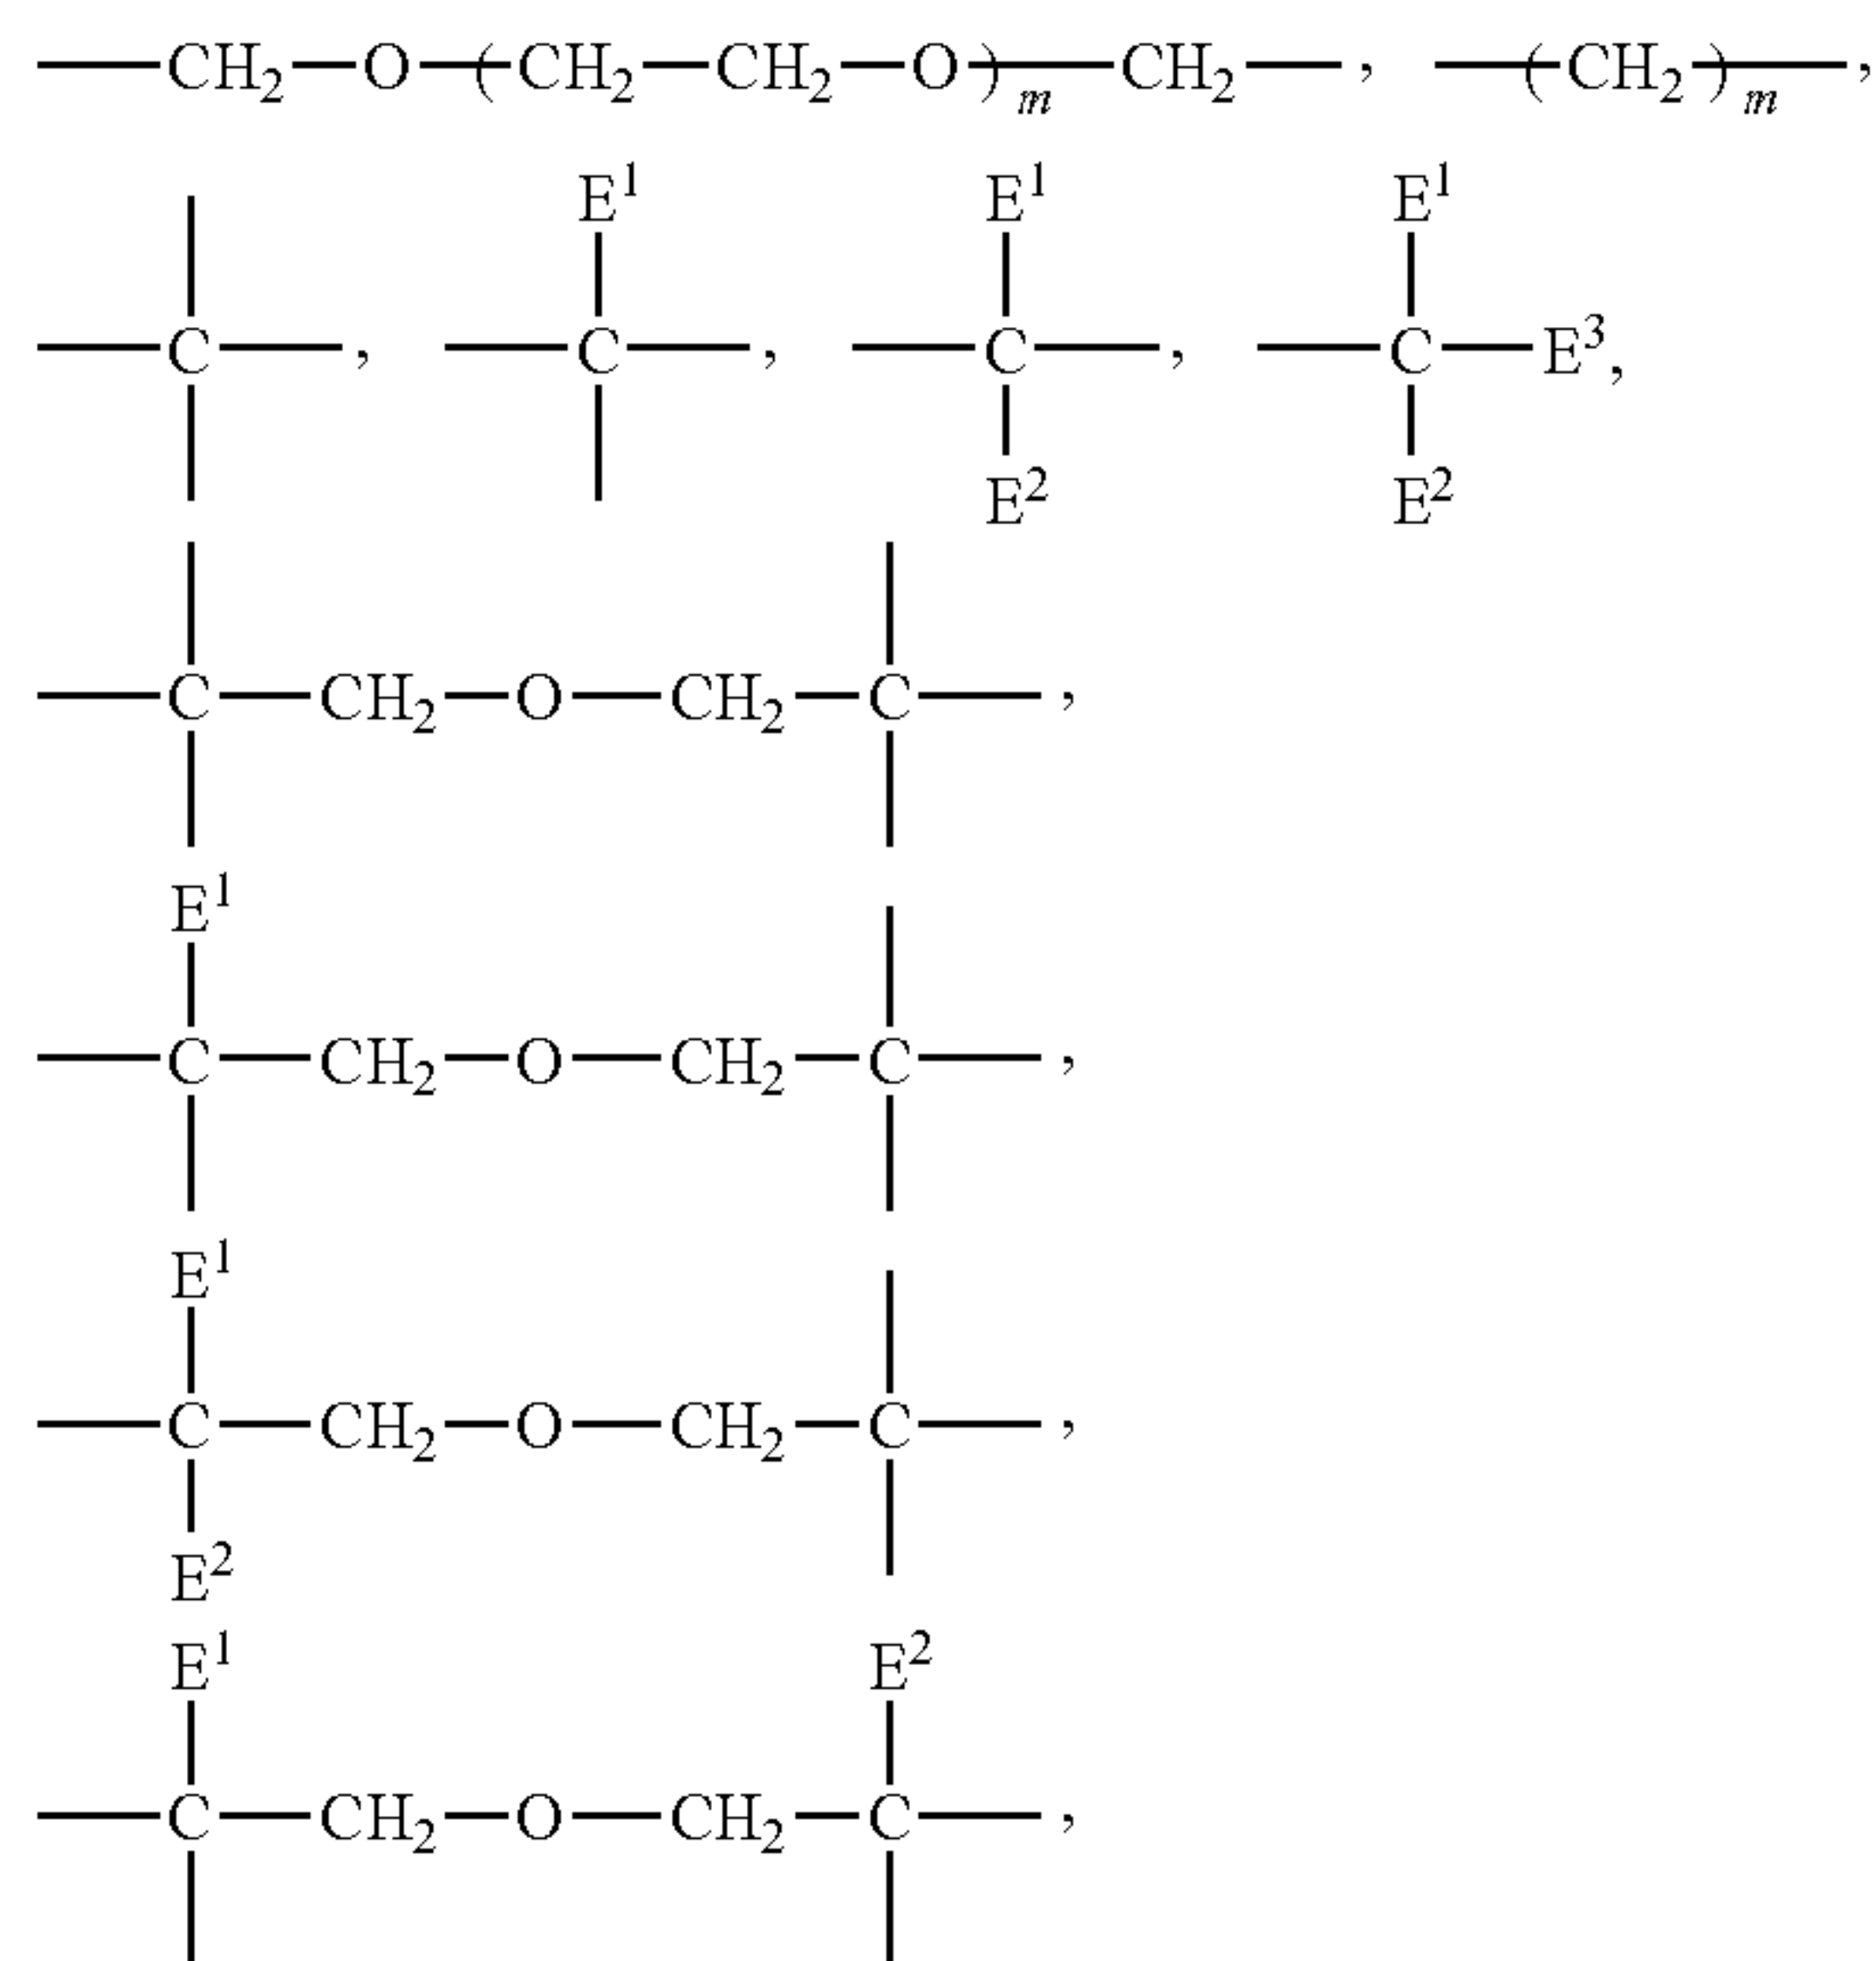 —CH₂—O—(CH₂—CH₂—O)ₘ—CH₂—, —(CH₂)ₘ—,
E¹ E¹ E¹
—C—, —C—, —C—, —C—E³,
E² E²
—C—CH₂—O—CH₂—C—,
E¹
—C—CH₂—O—CH₂—C—,
E¹
—C—CH₂—O—CH₂—C—,
E²
E¹ E²
—C—CH₂—O—CH₂—C—,